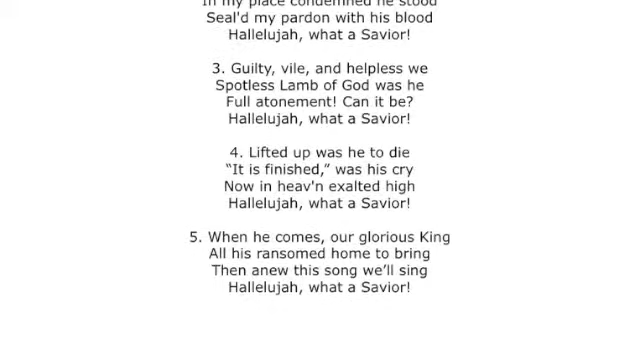 In my place condemned he stood
Seal'd my pardon with his blood
Hallelujah, what a Savior!
3. Guilty, vile, and helpless we
Spotless Lamb of God was he
Full atonement! Can it be?
Hallelujah, what a Savior!
4. Lifted up was he to die
“It is finished,” was his cry
Now in heav'n exalted high
Hallelujah, what a Savior!
5. When he comes, our glorious King
All his ransomed home to bring
Then anew this song we’ll sing
Hallelujah, what a Savior!